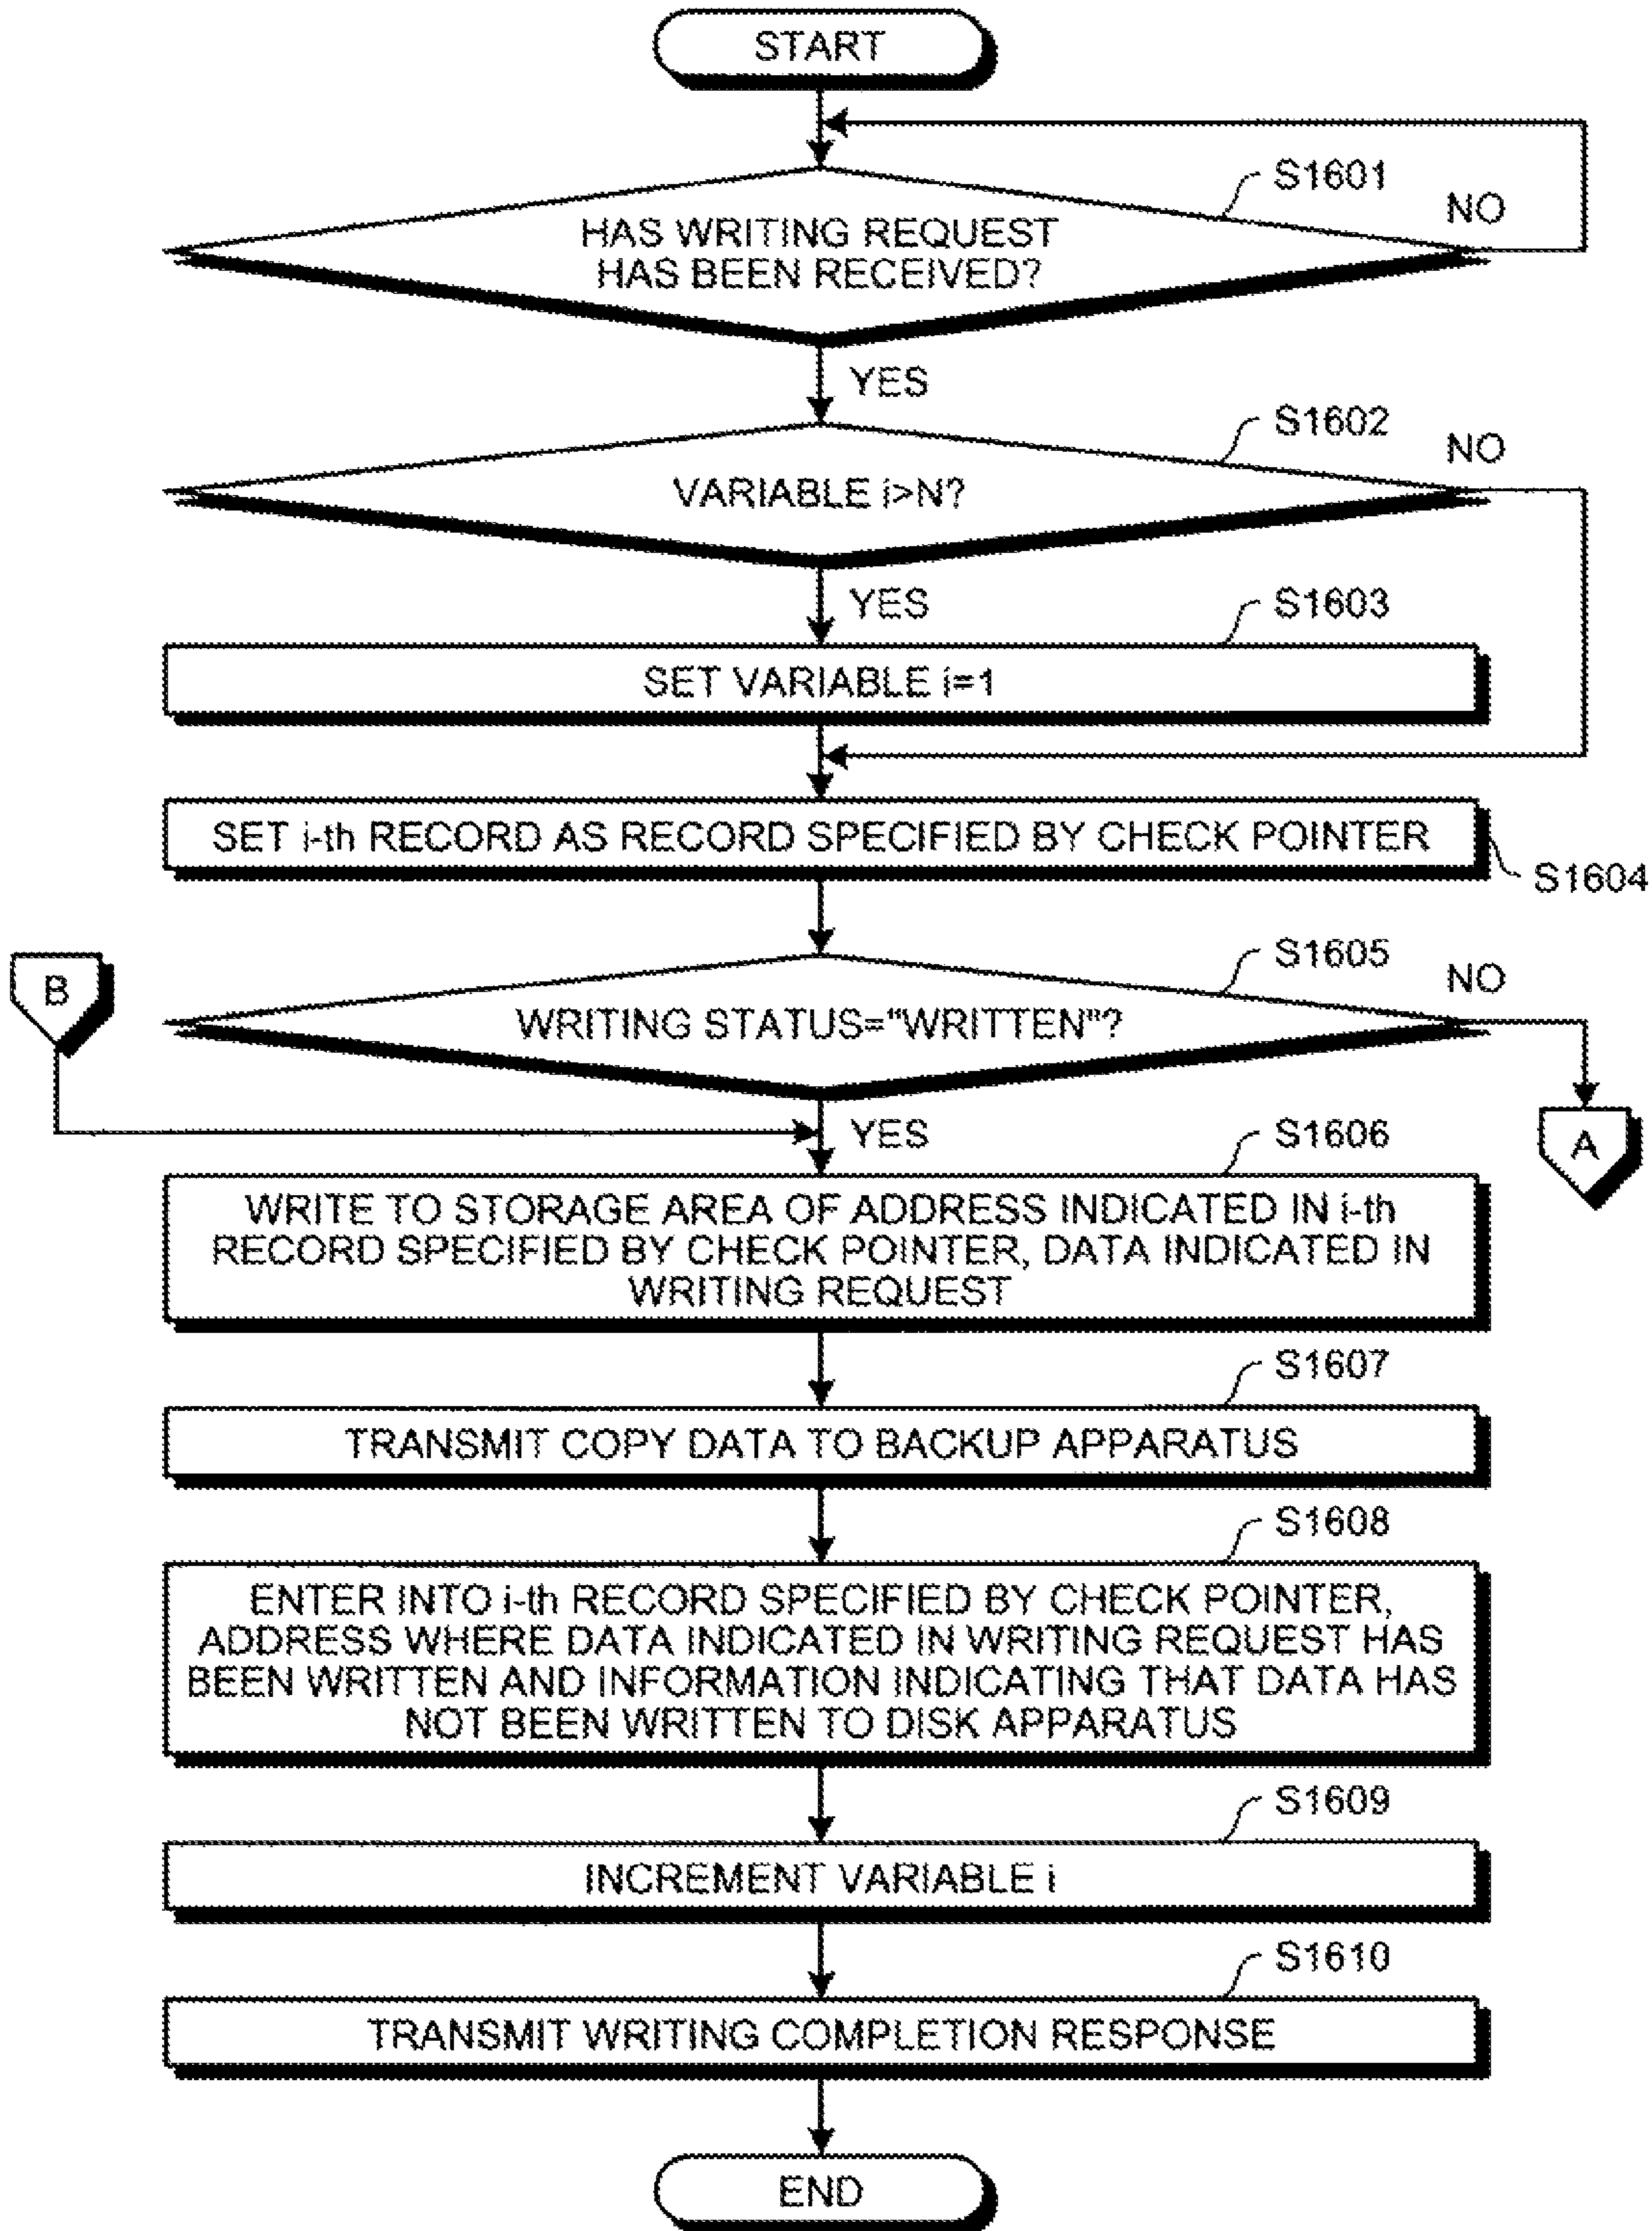 START
S1601
NO
HAS WRITING REQUEST
HAS BEEN RECEIVED?
YES
S1602
NO
VARIABLE i>N?
YES
S1603
SET VARIABLE i=1
SET i-th RECORD AS RECORD SPECIFIED BY CHECK POINTER
S1604
S1605
NO
B
WRITING STATUS="WRITTEN"?
YES
A
S1606
WRITE TO STORAGE AREA OF ADDRESS INDICATED IN i-th
RECORD SPECIFIED BY CHECK POINTER, DATA INDICATED IN
WRITING REQUEST
S1607
TRANSMIT COPY DATA TO BACKUP APPARATUS
S1608
ENTER INTO i-th RECORD SPECIFIED BY CHECK POINTER,
ADDRESS WHERE DATA INDICATED IN WRITING REQUEST HAS
BEEN WRITTEN AND INFORMATION INDICATING THAT DATA HAS
NOT BEEN WRITTEN TO DISK APPARATUS
S1609
INCREMENT VARIABLE i
S1610
TRANSMIT WRITING COMPLETION RESPONSE
END